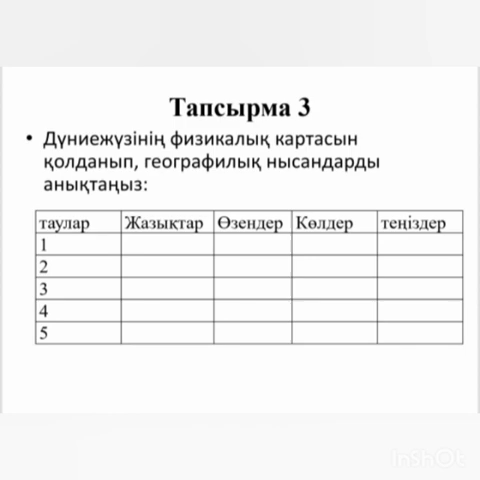 Тапсырма 3
• Дүниежүзінің физикалық картасын
қолданып, географилық нысандарды
анықтаңыз:
таулар Жазықтар Өзендер Көлдер теңіздер
1
2
3
4
5
InShOt